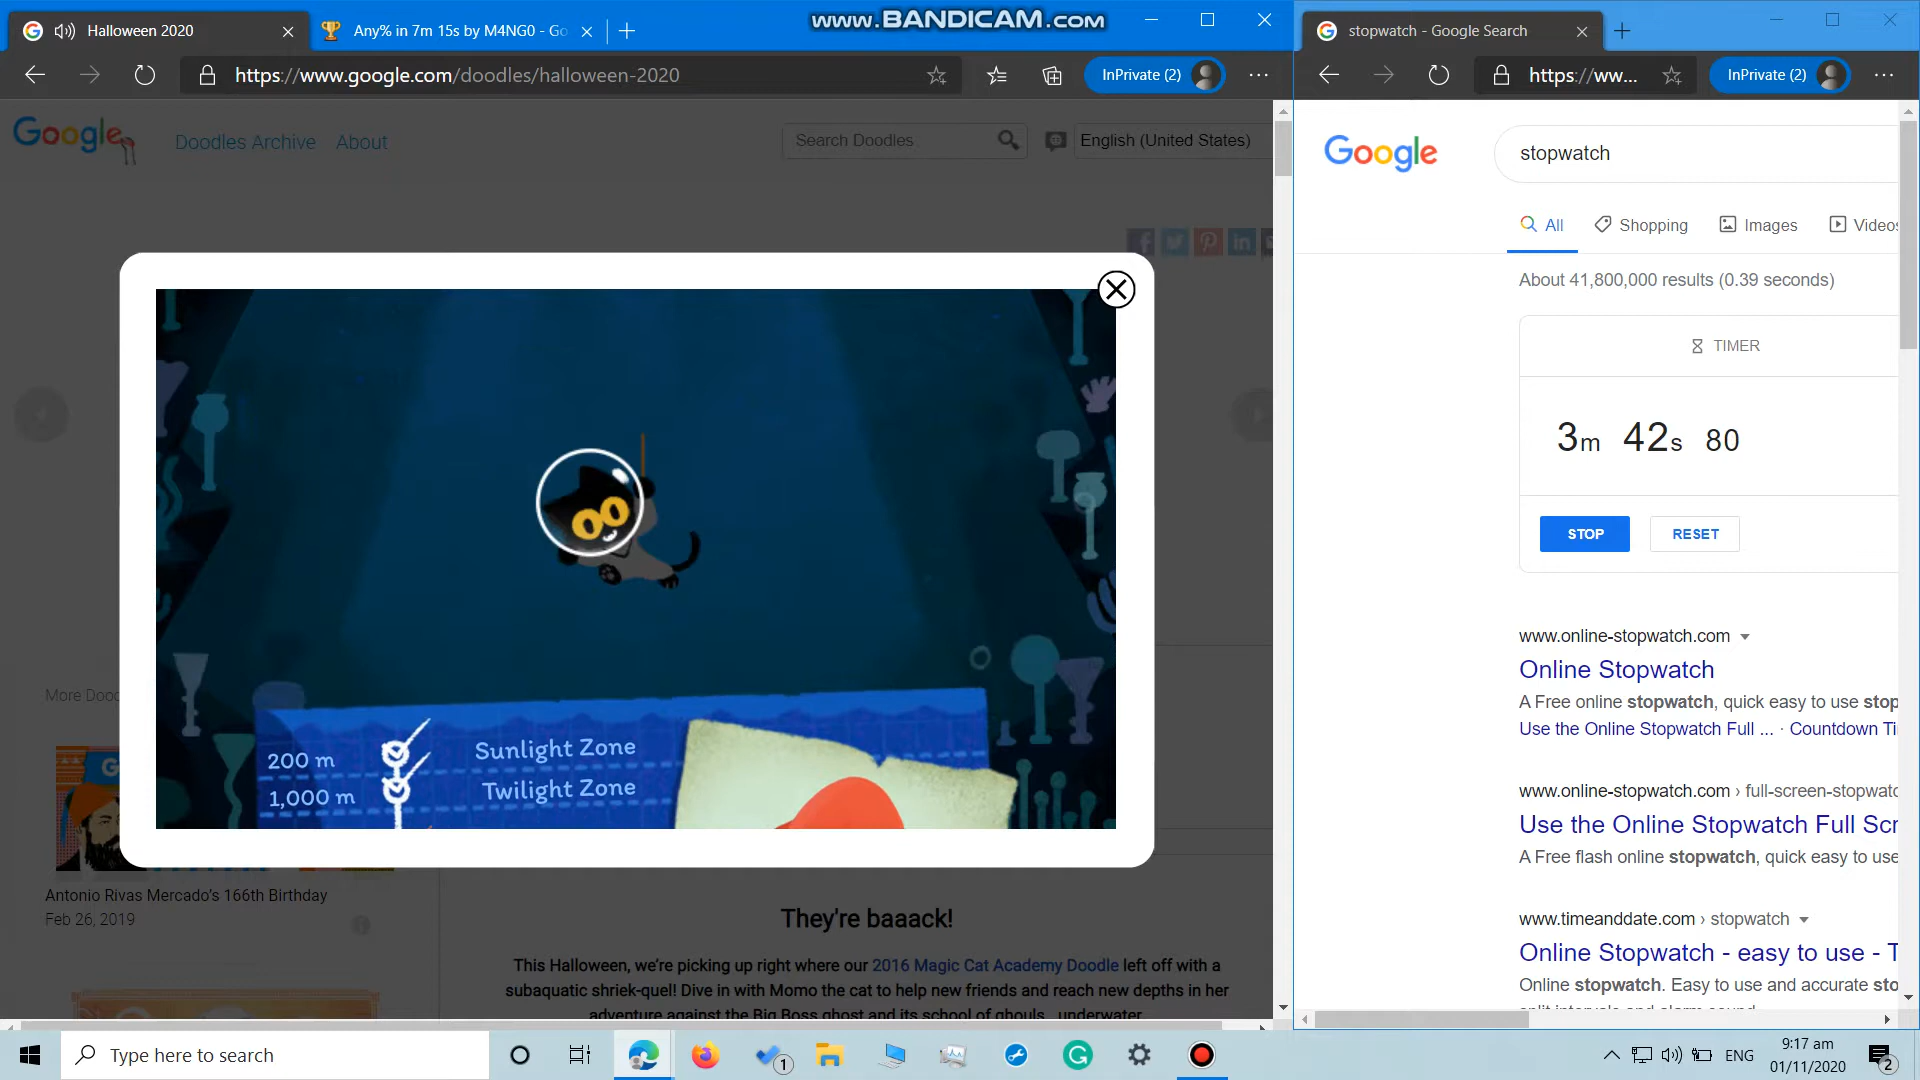 Halloween 2020
Any% in 7m 15s by M4NG0 - Go
www.BANDICAM.com
stopwatch - Google Search
https://www.google.com/doodles/halloween-2020
InPrivate (2)
https://ww...
InPrivate (2)
Google
Doodles Archive
About
Search Doodles
English (United States)
Google
stopwatch
All
Shopping
Images
Videos
About 41,800,000 results (0.39 seconds)
TIMER
3m 42s 80
STOP
RESET
200 m
Sunlight Zone
1,000 m
Twilight Zone
More Dood
Antonio Rivas Mercado's 166th Birthday
Feb 26, 2019
They're baaack!
This Halloween, we're picking up right where our 2016 Magic Cat Academy Doodle left off with a
subaquatic shriek-quel! Dive in with Momo the cat to help new friends and reach new depths in her
adventure against the Big Boss ghost and its school of ghouls...underwater.
www.online-stopwatch.com
Online Stopwatch
A Free online stopwatch, quick easy to use stop
Use the Online Stopwatch Full ... · Countdown Ti
www.online-stopwatch.com › full-screen-stopwatc
Use the Online Stopwatch Full Scr
A Free flash online stopwatch, quick easy to use
www.timeanddate.com › stopwatch
Online Stopwatch - easy to use - T
Online stopwatch. Easy to use and accurate sto
Type here to search
1
ENG
9:17 am
01/11/2020
2